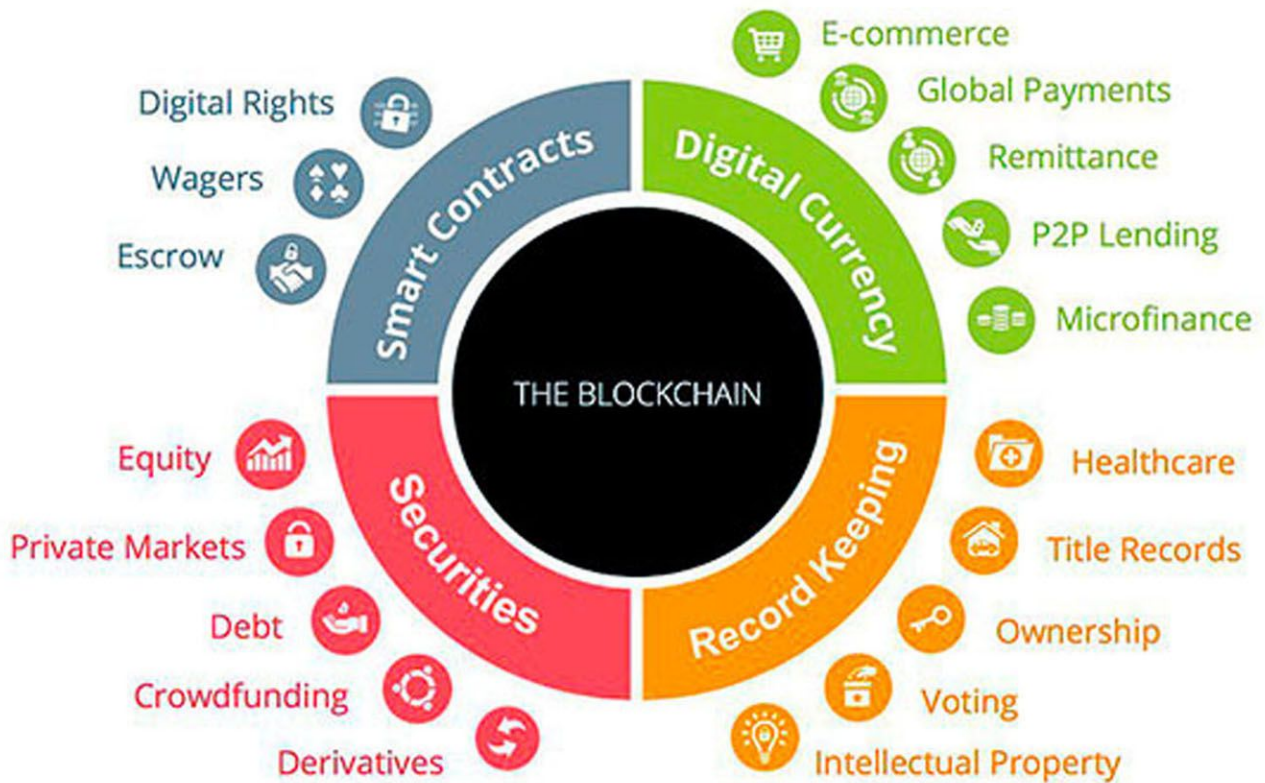 E-commerce
Global Payments
Remittance
P2P Lending
Microfinance
Digital Currency
Digital Rights
Wagers
Escrow
Smart Contracts
THE BLOCKCHAIN
Equity
Private Markets
Debt
Crowdfunding
Derivatives
Securities
Healthcare
Title Records
Ownership
Voting
Intellectual Property
Record Keeping